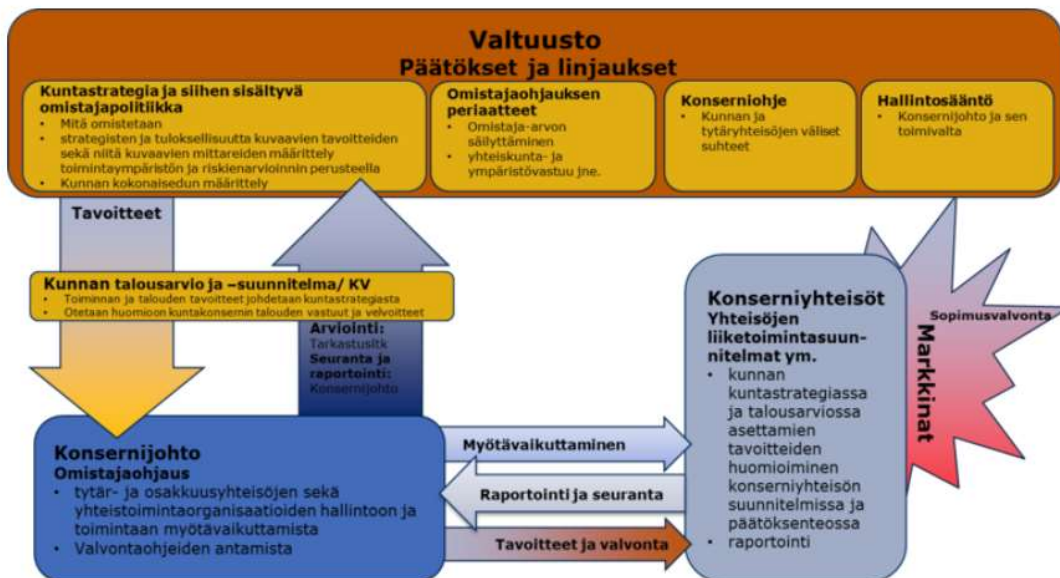 Valtuusto
Päätökset ja linjaukset
Kuntastrategia ja siihen sisältyvä
omistajapolitiikka
• Mitä omistetaan
• strategisten ja tuloksellisuutta kuvaavien tavoitteiden
sekä niitä kuvaavien mittareiden määrittely
toimintaympäristön ja riskienarvioinnin perusteella
• Kunnan kokonaisedun määrittely
Omistajaohjauksen
periaatteet
• Omistaja-arvon
säilyttäminen
• yhteiskunta- ja
ympäristövastuu jne.
Konserniohje
• Kunnan ja
tytäryhteisöjen väliset
suhteet
Hallintosääntö
• Konsernijohto ja sen
toimivalta
Tavoitteet
Kunnan talousarvio ja –suunnitelma/ KV
• Toiminnan ja talouden tavoitteet johdetaan kuntastrategiasta
• Otetaan huomioon kuntakonsernin talouden vastuut ja velvoitteet
Arviointi:
Tarkastusltk
Seuranta ja
raportointi:
Konsernijohto
Konsernijohto
Omistajaohjaus
• tytär- ja osakkuusyhteisöjen sekä
yhteistoimintaorganisaatioiden hallintoon ja
toimintaan myötävaikuttamista
• Valvontaohjeiden antamista
Myötävaikuttaminen
Raportointi ja seuranta
Tavoitteet ja valvonta
Konserniyhteisöt
Yhteisöjen
liiketoimintasuun-
nitelmat ym.
• kunnan
kuntastrategiassa
ja talousarviossa
asettamien
tavoitteiden
huomioiminen
konserniyhteisön
suunnitelmissa ja
päätöksenteossa
• raportointi
Sopimusvalvonta
Markkinat